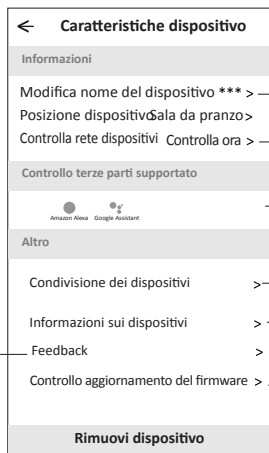 ← Caratteristiche dispositivo
Informazioni
Modifica nome del dispositivo *** >
Posizione dispositivo Sala da pranzo >
Controlla rete dispositivi Controlla ora >
Controllo terze parti supportato
Amazon Alexa Google Assistant
Altro
Condivisione dei dispositivi >
Informazioni sui dispositivi >
Feedback >
Controllo aggiornamento del firmware >
Rimuovi dispositivo